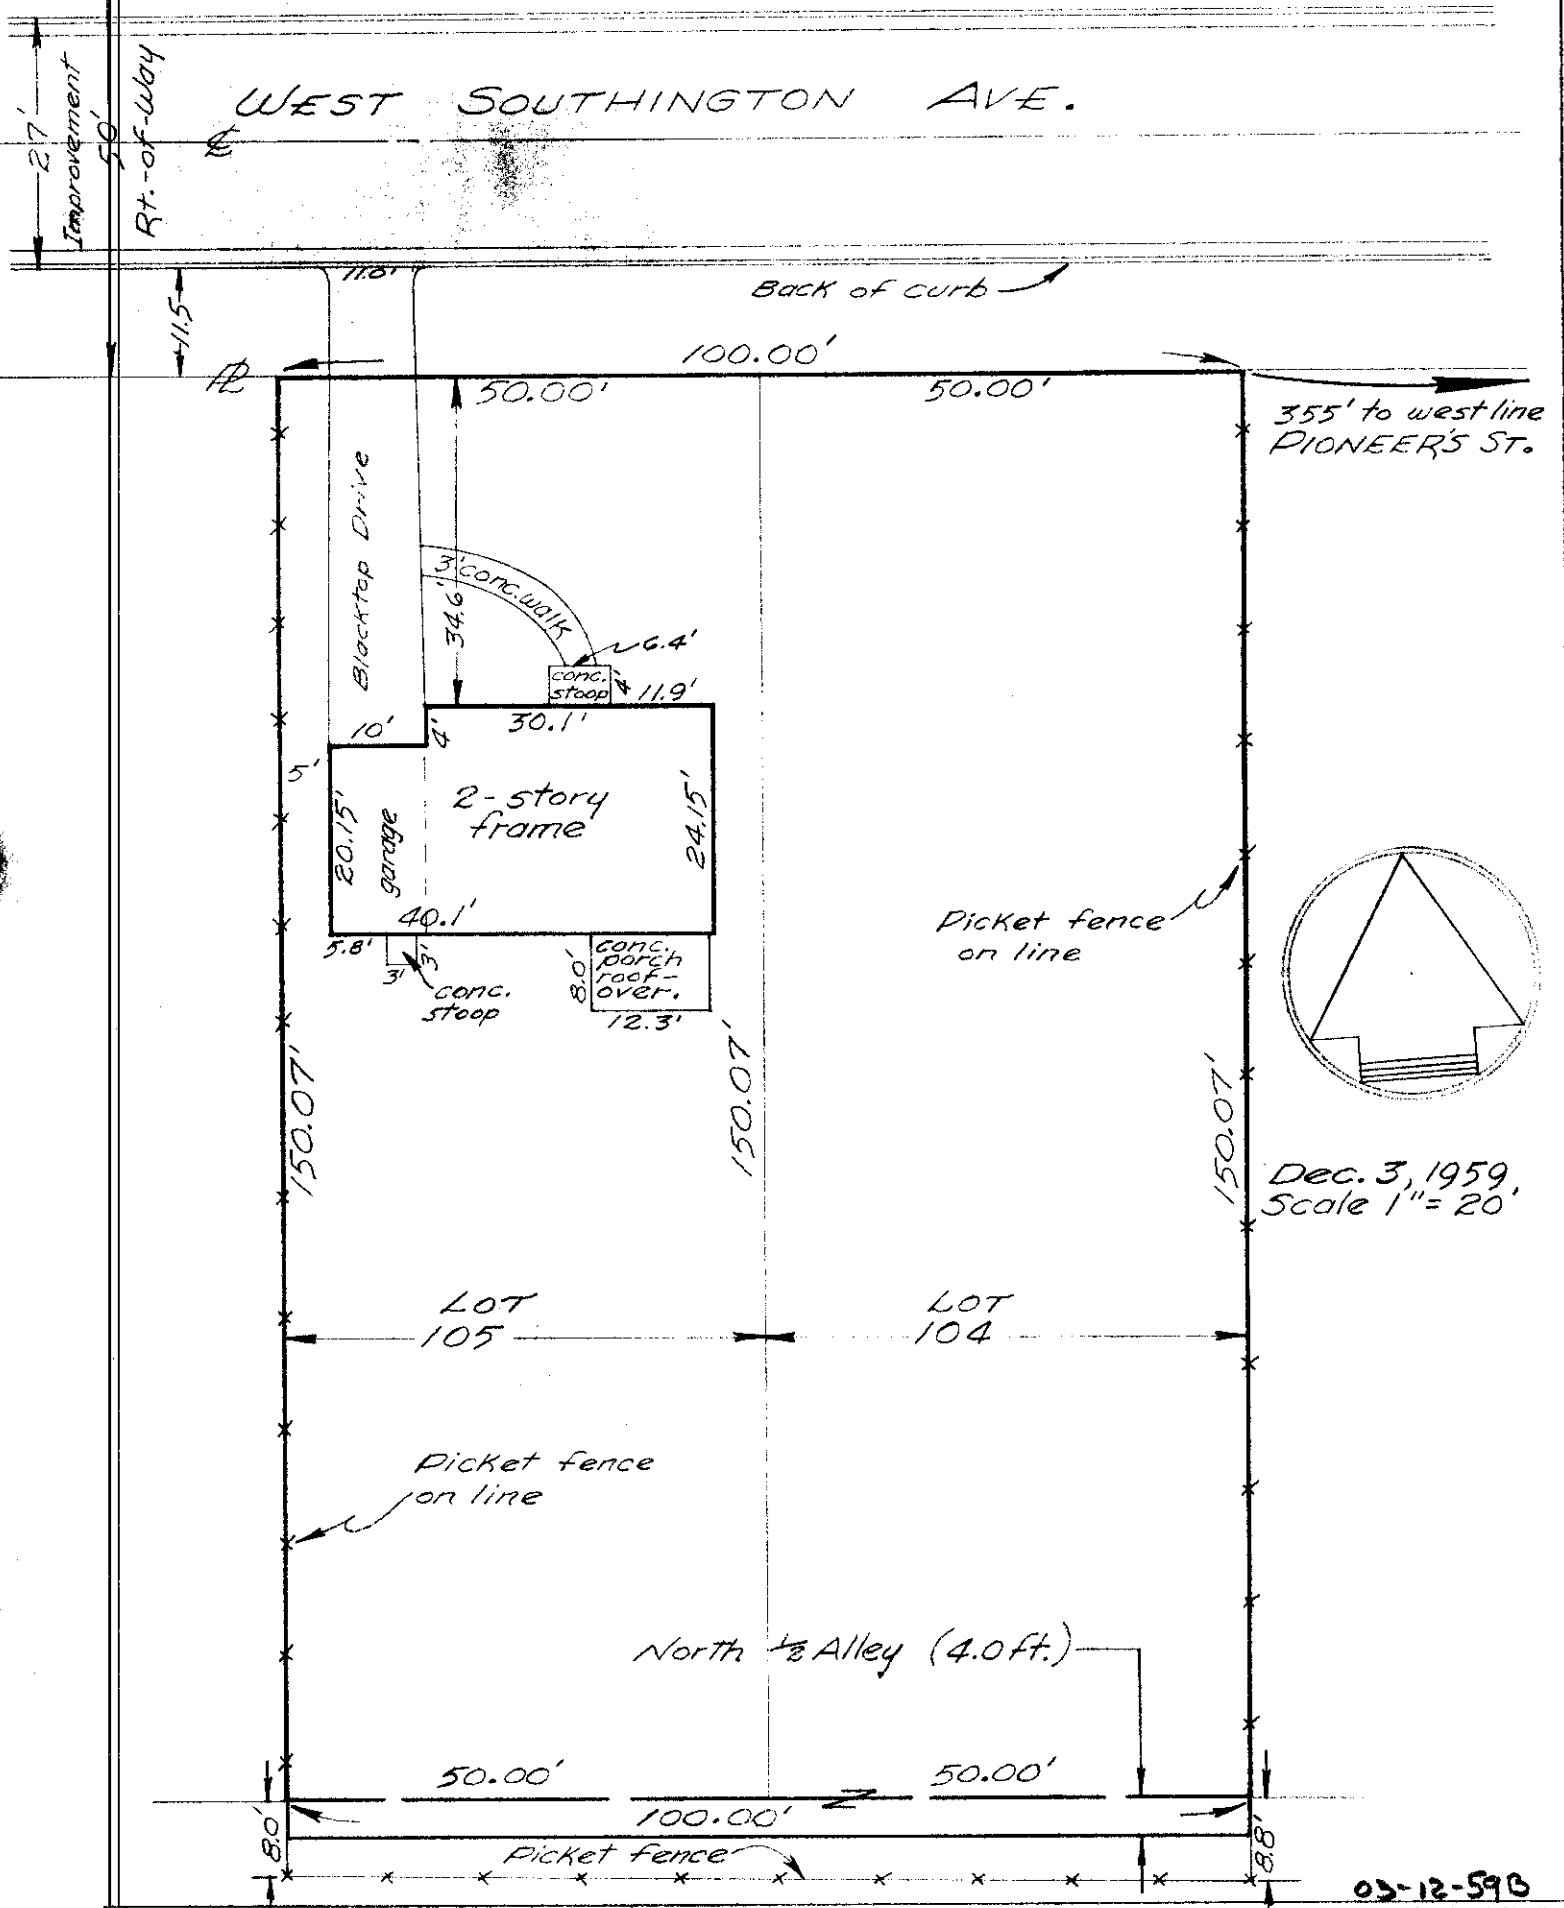 27'
Improvement
50'
Rt.-of-Way
WEST SOUTHINGTON AVE.
℄
11.0'
Back of curb
11.5
100.00'
PL
50.00'
50.00'
355' to west line
PIONEER'S ST.
Blacktop Drive
3' conc. walk
34.6'
6.4'
conc.
stoop
4'
11.9'
10'
4'
30.1'
5'
2-story
frame
20.15'
garage
24.15'
40.1'
Picket fence
on line
5.8'
3'
3'
conc.
stoop
8.0'
conc.
porch
roof-
over.
12.3'
150.07'
150.07'
150.07'
Dec. 3, 1959.
Scale 1" = 20'
LOT
105
LOT
104
Picket fence
on line
North ½ Alley (4.0 ft.)
50.00'
50.00'
100.00'
8.0'
Picket fence
8.8'
03-12-59B